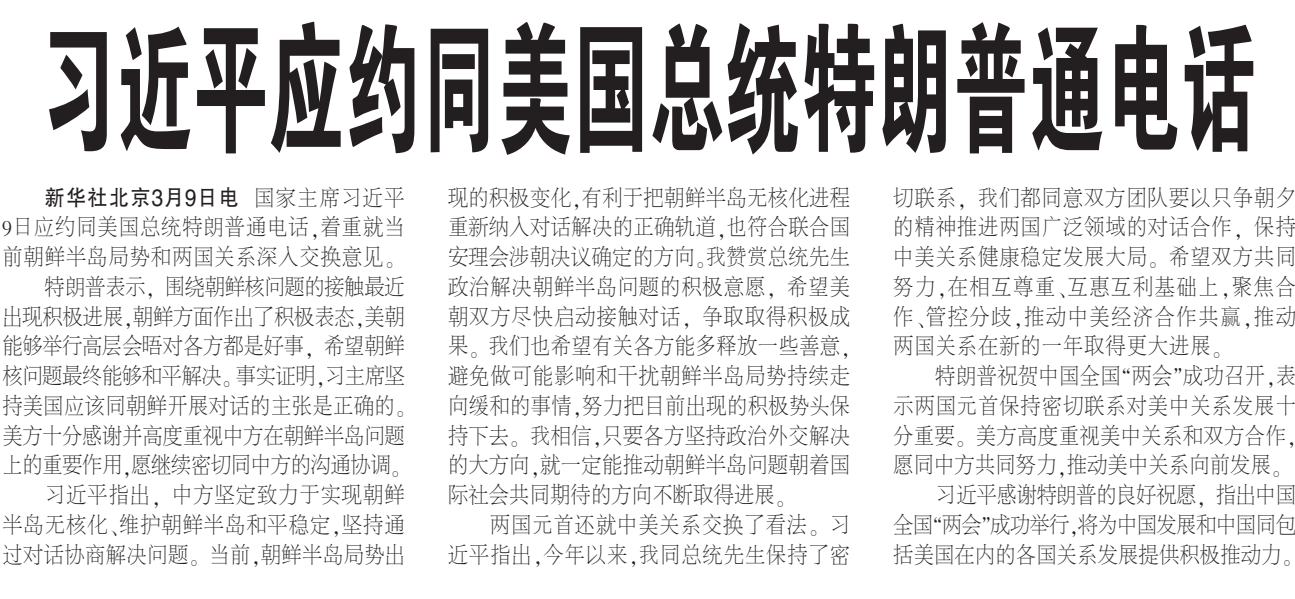 习近平应约同美国总统特朗普通电话
新华社北京3月9日电 国家主席习近平
9日应约同美国总统特朗普通电话,着重就当
前朝鲜半岛局势和两国关系深入交换意见。
特朗普表示，围绕朝鲜核问题的接触最近
出现积极进展,朝鲜方面作出了积极表态,美朝
能够举行高层会晤对各方都是好事，希望朝鲜
核问题最终能够和平解决。事实证明,习主席坚
持美国应该同朝鲜开展对话的主张是正确的。
美方十分感谢并高度重视中方在朝鲜半岛问题
上的重要作用,愿继续密切同中方的沟通协调。
习近平指出，中方坚定致力于实现朝鲜
半岛无核化、维护朝鲜半岛和平稳定,坚持通
过对话协商解决问题。当前,朝鲜半岛局势出
现的积极变化,有利于把朝鲜半岛无核化进程
重新纳入对话解决的正确轨道,也符合联合国
安理会涉朝决议确定的方向。我赞赏总统先生
政治解决朝鲜半岛问题的积极意愿，希望美
朝双方尽快启动接触对话，争取取得积极成
果。我们也希望有关各方能多释放一些善意,
避免做可能影响和干扰朝鲜半岛局势持续走
向缓和的事情,努力把目前出现的积极势头保
持下去。我相信,只要各方坚持政治外交解决
的大方向,就一定能推动朝鲜半岛问题朝着国
际社会共同期待的方向不断取得进展。
两国元首还就中美关系交换了看法。习
近平指出,今年以来,我同总统先生保持了密
切联系，我们都同意双方团队要以只争朝夕
的精神推进两国广泛领域的对话合作，保持
中美关系健康稳定发展大局。希望双方共同
努力,在相互尊重、互惠互利基础上,聚焦合
作、管控分歧,推动中美经济合作共赢,推动
两国关系在新的一年取得更大进展。
特朗普祝贺中国全国“两会”成功召开,表
示两国元首保持密切联系对美中关系发展十
分重要。美方高度重视美中关系和双方合作,
愿同中方共同努力,推动美中关系向前发展。
习近平感谢特朗普的良好祝愿，指出中国
全国“两会”成功举行,将为中国发展和中国同包
括美国在内的各国关系发展提供积极推动力。